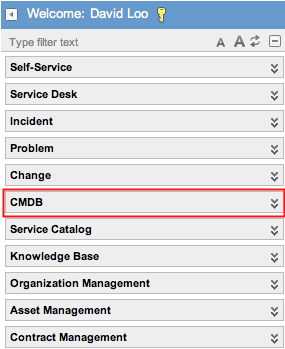 Welcome: David Loo
Type filter text A A
Self-Service
Service Desk
Incident
Problem
Change
CMDB
Service Catalog
Knowledge Base
Organization Management
Asset Management
Contract Management